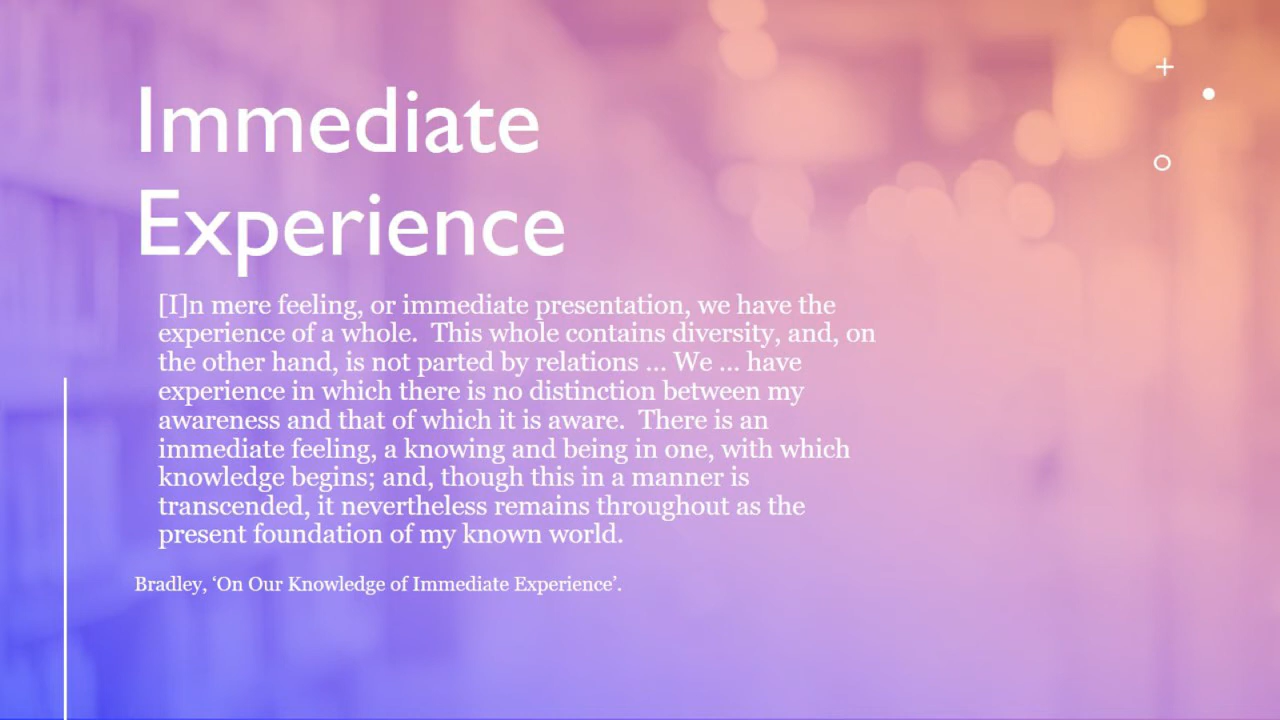 Immediate
Experience
[I]n mere feeling, or immediate presentation, we have the
experience of a whole.  This whole contains diversity, and, on
the other hand, is not parted by relations ... We ... have
experience in which there is no distinction between my
awareness and that of which it is aware.  There is an
immediate feeling, a knowing and being in one, with which
knowledge begins; and, though this in a manner is
transcended, it nevertheless remains throughout as the
present foundation of my known world.
Bradley, ‘On Our Knowledge of Immediate Experience’.